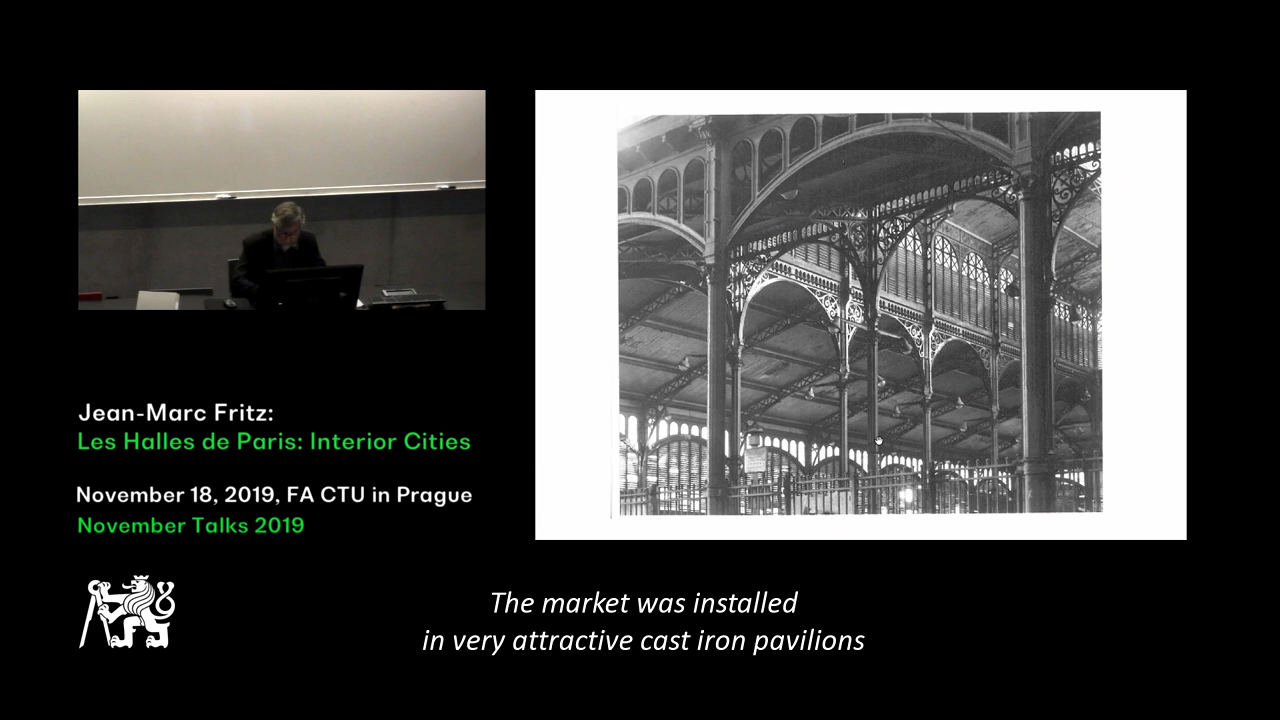 Jean-Marc Fritz:
Les Halles de Paris: Interior Cities
November 18, 2019, FA CTU in Prague
November Talks 2019
The market was installed
in very attractive cast iron pavilions